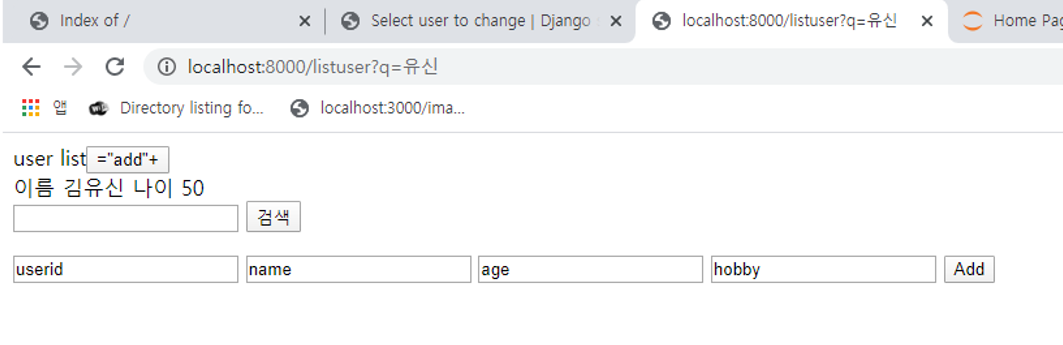 Index of /
Select user to change | Django s
localhost:8000/listuser?q=유신
Home Pag
localhost:8000/listuser?q=유신
앱
Directory listing fo...
localhost:3000/ima...
user list ="add"+
이름 김유신 나이 50
검색
userid name age hobby Add